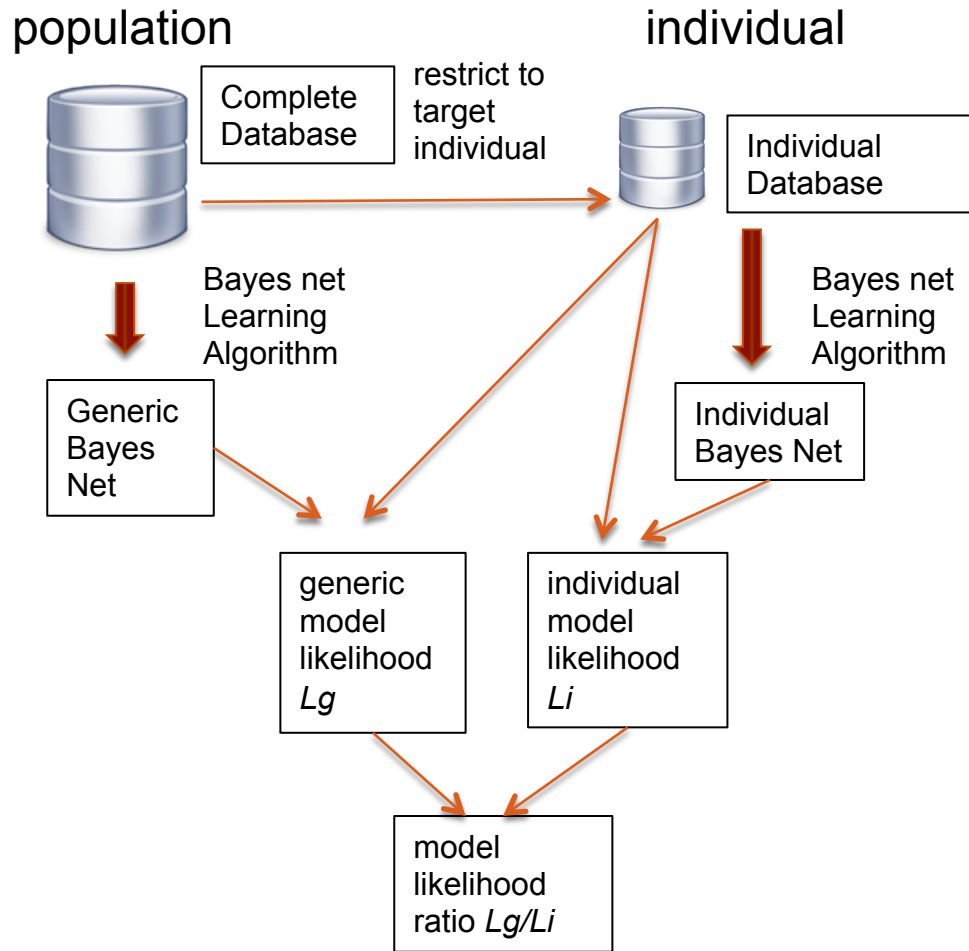 population
individual
Complete
Database
restrict to
target
individual
Individual
Database
Bayes net
Learning
Algorithm
Bayes net
Learning
Algorithm
Generic
Bayes
Net
Individual
Bayes Net
generic
model
likelihood
Lg
individual
model
likelihood
Li
model
likelihood
ratio Lg/Li